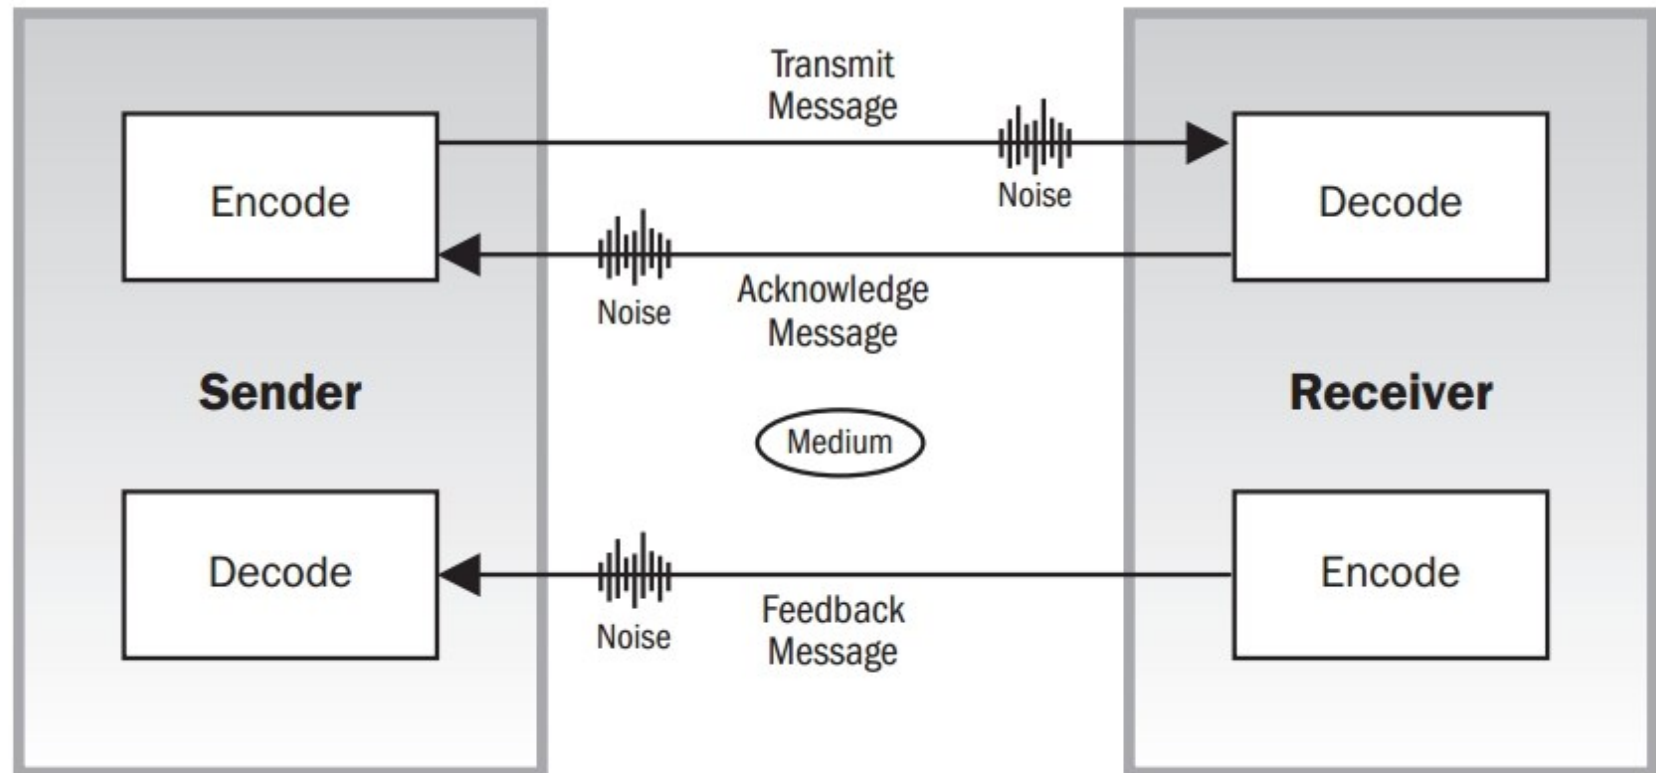 Transmit
Message
Encode
Noise
Decode
Noise
Acknowledge
Message
Sender
Medium
Receiver
Decode
Noise
Feedback
Message
Encode